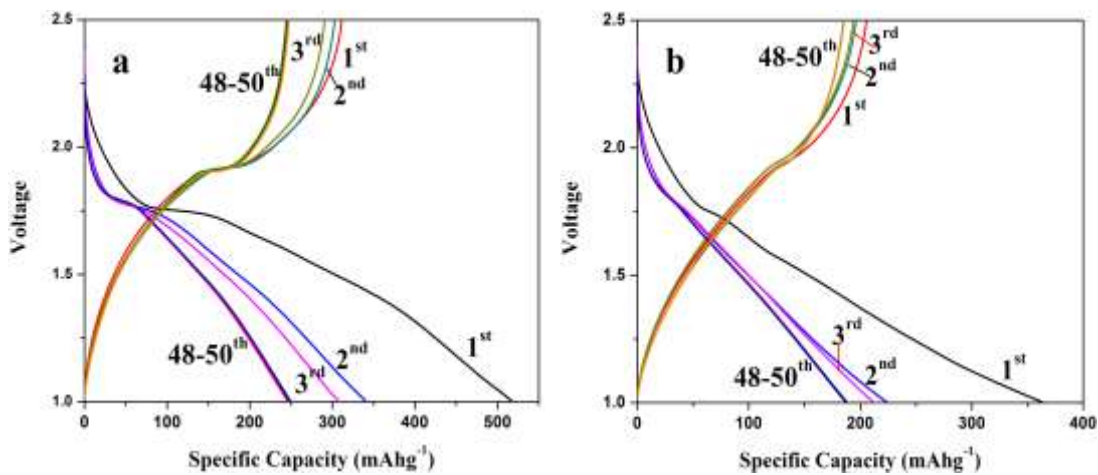 a
2.5
2.0
1.5
1.0
Voltage
48-50th
3rd
1st
2nd
48-50th
3rd
2nd
1st
0
100
200
300
400
500
Specific Capacity (mAhg-1)
b
2.5
2.0
1.5
1.0
Voltage
48-50th
3rd
2nd
1st
3rd
48-50th
2nd
1st
0
100
200
300
400
Specific Capacity (mAhg-1)